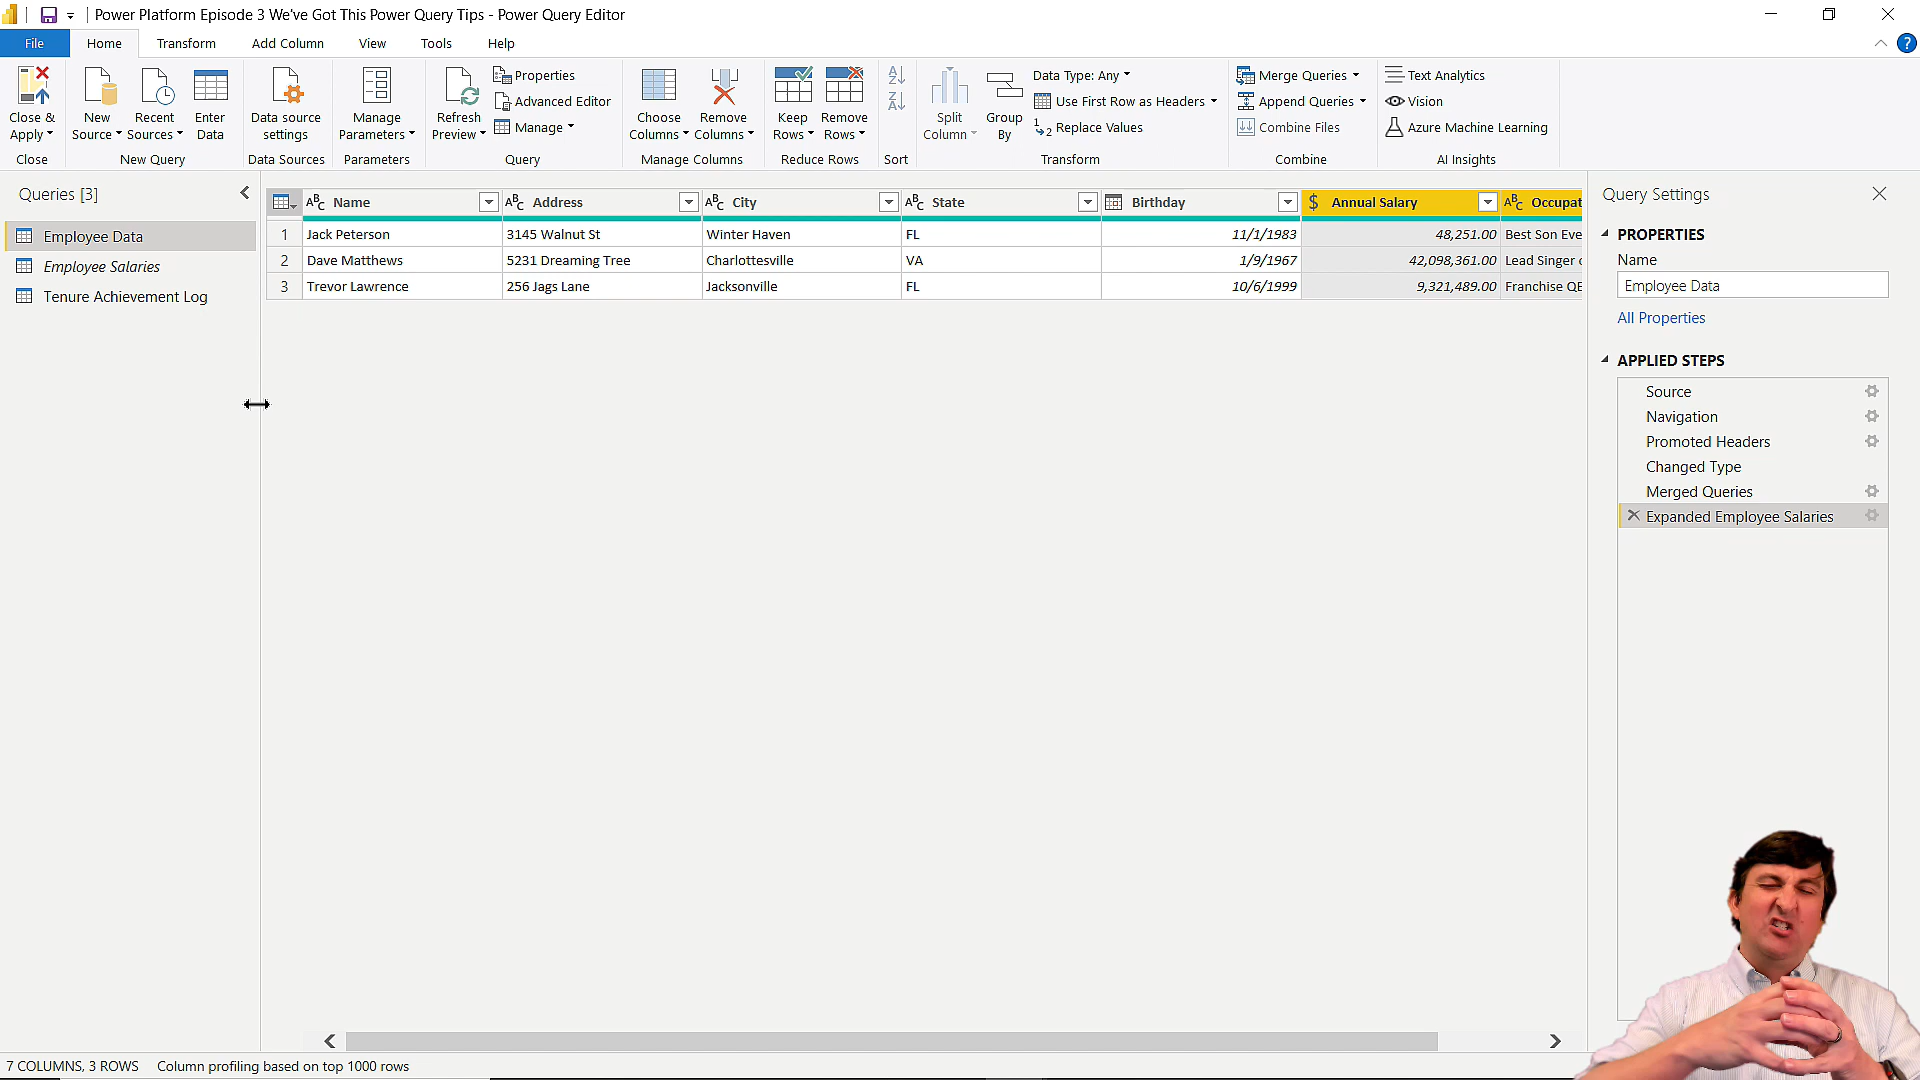 Power Platform Episode 3 We've Got This Power Query Tips - Power Query Editor
File Home Transform Add Column View Tools Help
Close & Apply
New Source
Recent Sources
Enter Data
Data source settings
Manage Parameters
Refresh Preview
Properties
Advanced Editor
Manage
Choose Columns
Remove Columns
Keep Rows
Remove Rows
Split Column
Group By
Data Type: Any
Use First Row as Headers
Replace Values
Merge Queries
Append Queries
Combine Files
Text Analytics
Vision
Azure Machine Learning
Close New Query Data Sources Parameters Query Manage Columns Reduce Rows Sort Transform Combine AI Insights
Queries [3]
Employee Data
Employee Salaries
Tenure Achievement Log
Name Address City State Birthday $ Annual Salary Occupat
1 Jack Peterson 3145 Walnut St Winter Haven FL 11/1/1983 48,251.00 Best Son Eve
2 Dave Matthews 5231 Dreaming Tree Charlottesville VA 1/9/1967 42,098,361.00 Lead Singer o
3 Trevor Lawrence 256 Jags Lane Jacksonville FL 10/6/1999 9,321,489.00 Franchise QB
Query Settings
PROPERTIES
Name
Employee Data
All Properties
APPLIED STEPS
Source
Navigation
Promoted Headers
Changed Type
Merged Queries
Expanded Employee Salaries
7 COLUMNS, 3 ROWS Column profiling based on top 1000 rows